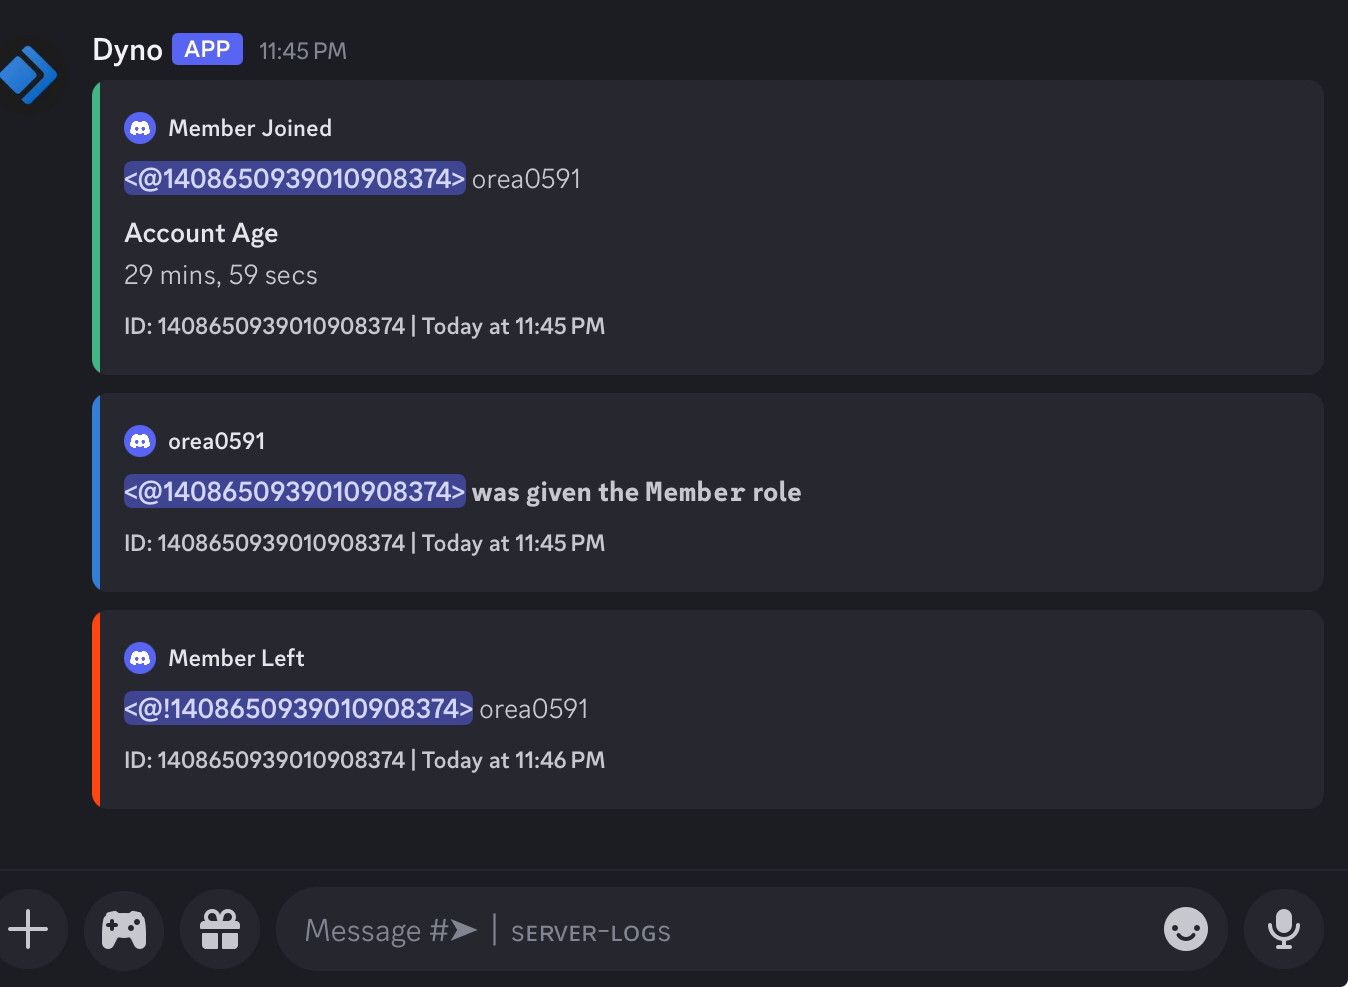 Dyno APP 11:45 PM
Member Joined
<@1408650939010908374> orea0591
Account Age
29 mins, 59 secs
ID: 1408650939010908374 | Today at 11:45 PM
orea0591
<@1408650939010908374> was given the Member role
ID: 1408650939010908374 | Today at 11:45 PM
Member Left
<@!1408650939010908374> orea0591
ID: 1408650939010908374 | Today at 11:46 PM
Message #➤ | sᴇʀᴠᴇʀ-ʟᴏɢs